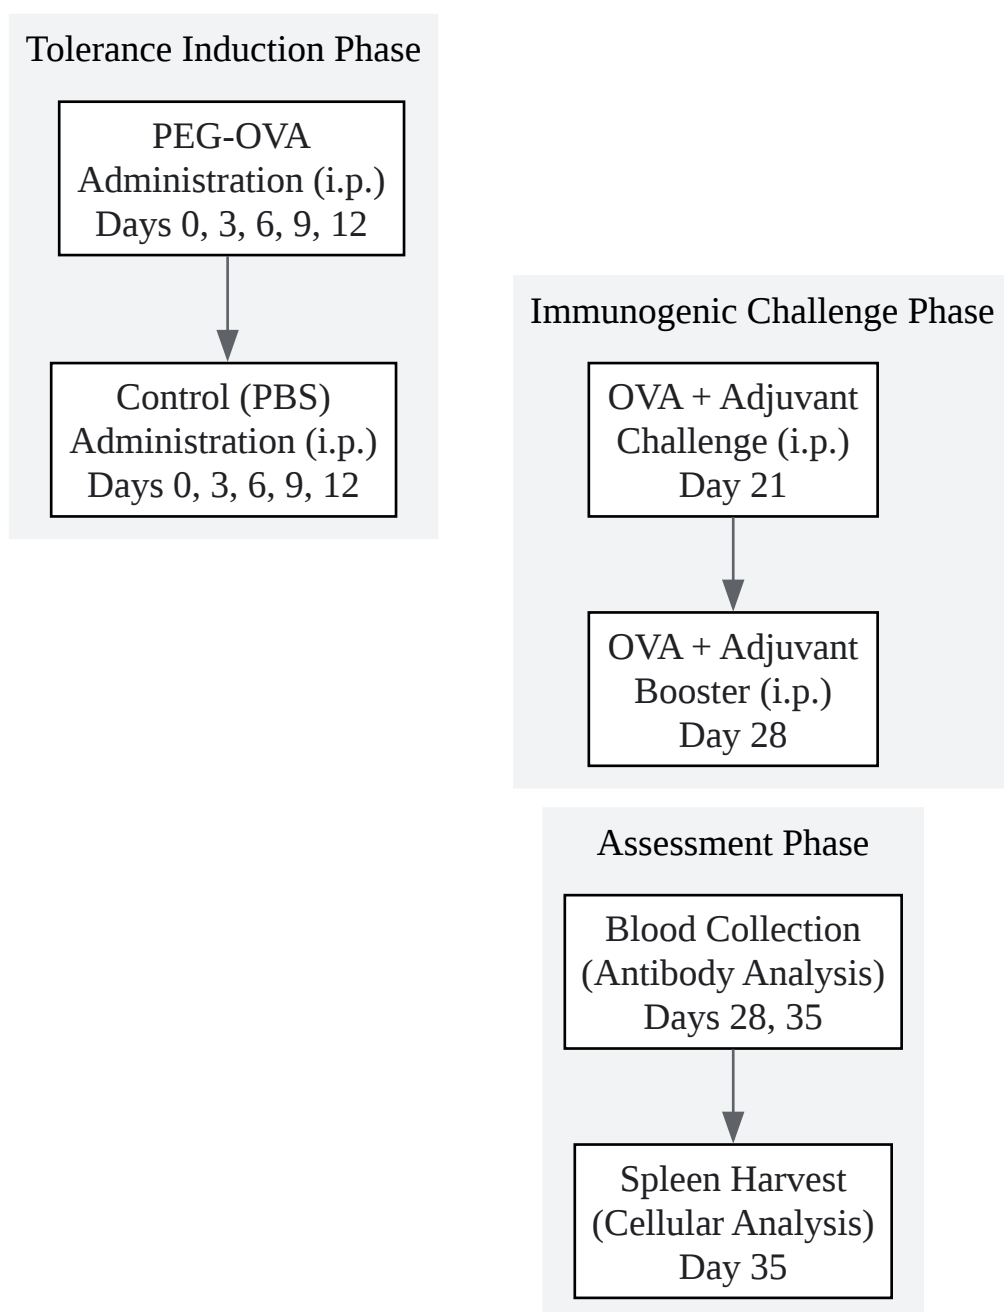 Tolerance Induction Phase
PEG-OVA
Administration (i.p.)
Days 0, 3, 6, 9, 12
Control (PBS)
Administration (i.p.)
Days 0, 3, 6, 9, 12
Immunogenic Challenge Phase
OVA + Adjuvant
Challenge (i.p.)
Day 21
OVA + Adjuvant
Booster (i.p.)
Day 28
Assessment Phase
Blood Collection
(Antibody Analysis)
Days 28, 35
Spleen Harvest
(Cellular Analysis)
Day 35